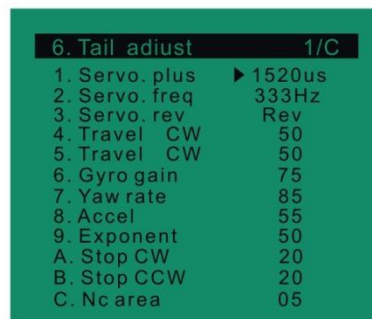 6. Tail adiust 1/C
1. Servo. plus ▶ 1520us
2. Servo. freq 333Hz
3. Servo. rev Rev
4. Travel CW 50
5. Travel CW 50
6. Gyro gain 75
7. Yaw rate 85
8. Accel 55
9. Exponent 50
A. Stop CW 20
B. Stop CCW 20
C. Nc area 05